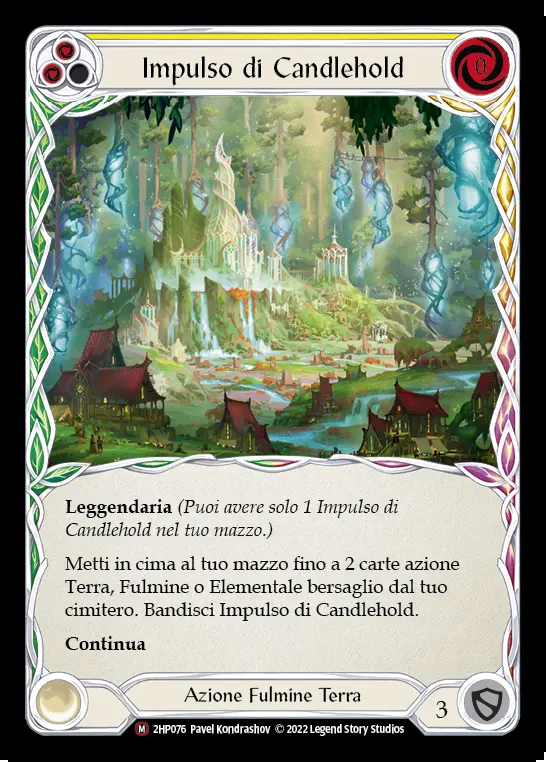 Impulso di Candlehold
0
Leggendaria (Puoi avere solo 1 Impulso di
Candlehold nel tuo mazzo.)
Metti in cima al tuo mazzo fino a 2 carte azione
Terra, Fulmine o Elementale bersaglio dal tuo
cimitero. Bandisci Impulso di Candlehold.
Continua
Azione Fulmine Terra
3
M 2HP076 Pavel Kondrashov © 2022 Legend Story Studios